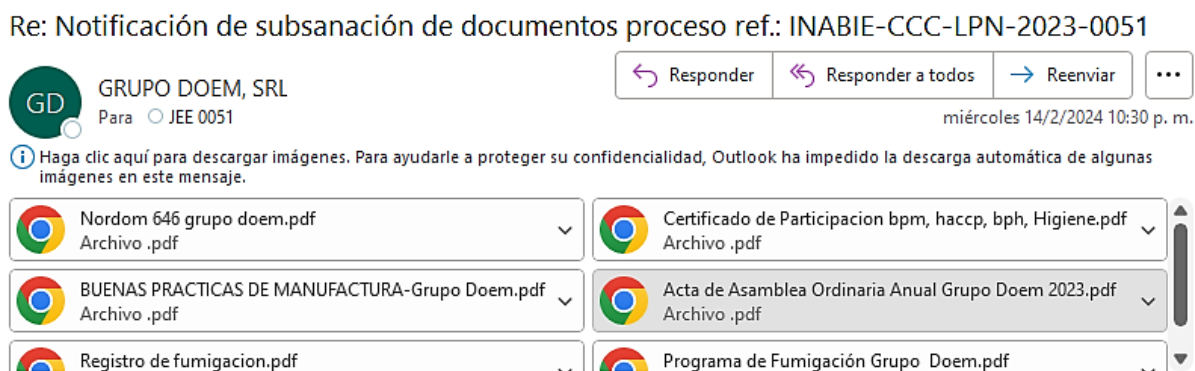 Re: Notificación de subsanación de documentos proceso ref.: INABIE-CCC-LPN-2023-0051
GD
GRUPO DOEM, SRL
Para JEE 0051
Responder
Responder a todos
Reenviar
miércoles 14/2/2024 10:30 p. m.
Haga clic aquí para descargar imágenes. Para ayudarle a proteger su confidencialidad, Outlook ha impedido la descarga automática de algunas
imágenes en este mensaje.
Nordom 646 grupo doem.pdf
Archivo .pdf
Certificado de Participacion bpm, haccp, bph, Higiene.pdf
Archivo .pdf
BUENAS PRACTICAS DE MANUFACTURA-Grupo Doem.pdf
Archivo .pdf
Acta de Asamblea Ordinaria Anual Grupo Doem 2023.pdf
Archivo .pdf
Registro de fumigacion.pdf
Programa de Fumigación Grupo Doem.pdf